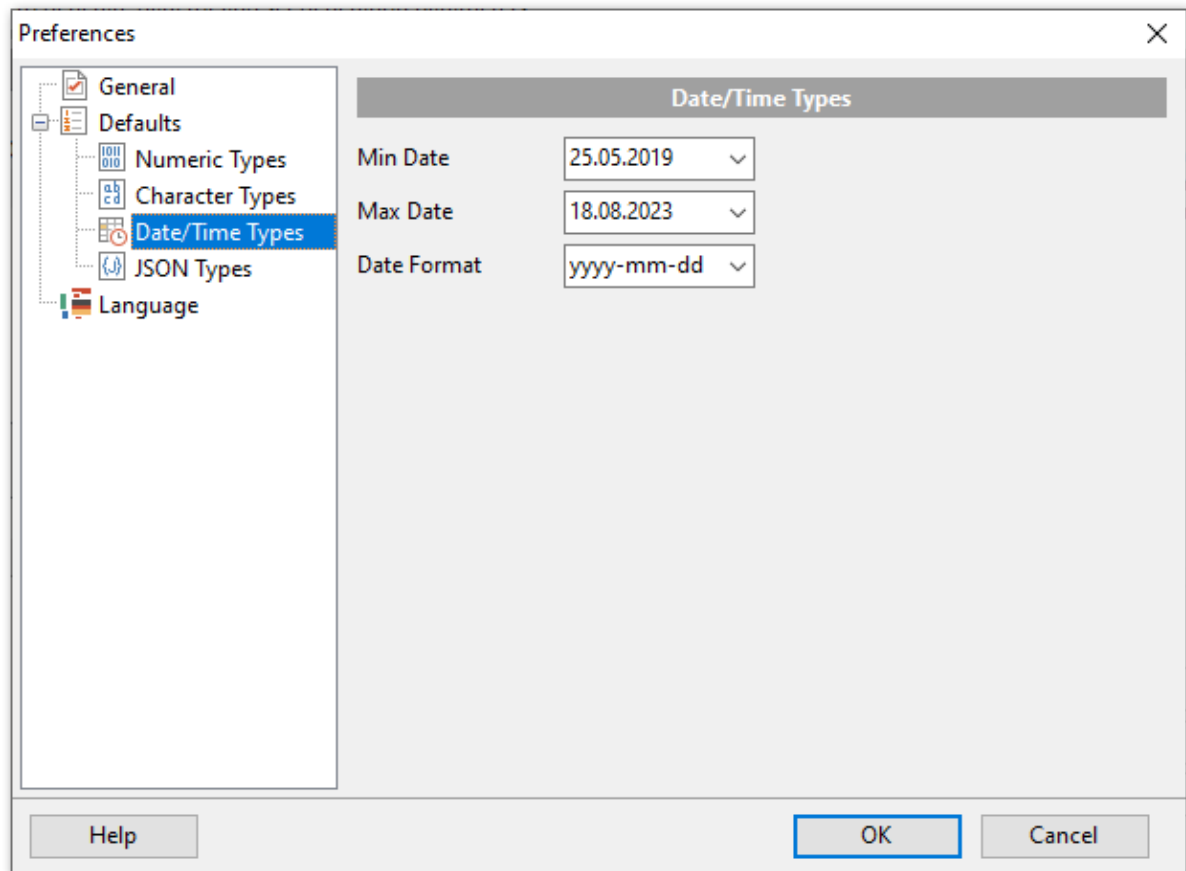 Preferences
General
Defaults
Numeric Types
Character Types
Date/Time Types
JSON Types
Language
Date/Time Types
Min Date 25.05.2019
Max Date 18.08.2023
Date Format yyyy-mm-dd
Help OK Cancel